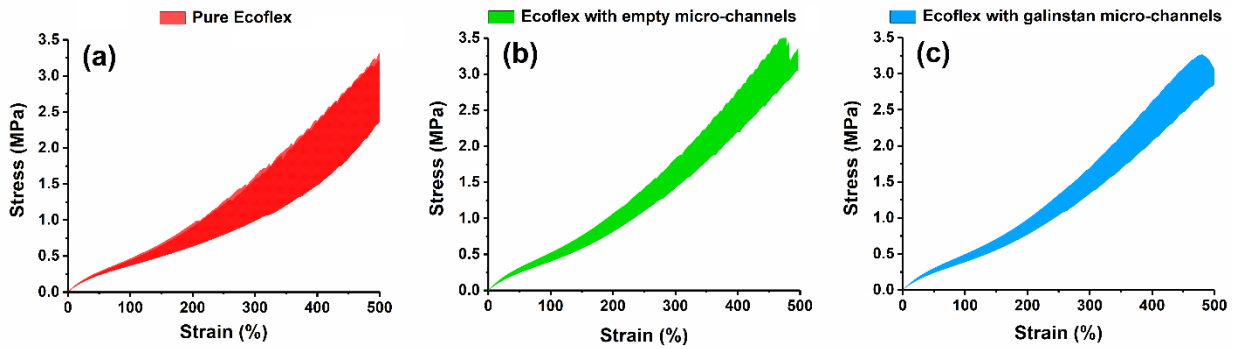 Pure Ecoflex
(a)
Stress (MPa)
3.5
3.0
2.5
2.0
1.5
1.0
0.5
0.0
0 100 200 300 400 500
Strain (%)
Ecoflex with empty micro-channels
(b)
Stress (MPa)
3.5
3.0
2.5
2.0
1.5
1.0
0.5
0.0
0 100 200 300 400 500
Strain (%)
Ecoflex with galinstan micro-channels
(c)
Stress (MPa)
3.5
3.0
2.5
2.0
1.5
1.0
0.5
0.0
0 100 200 300 400 500
Strain (%)